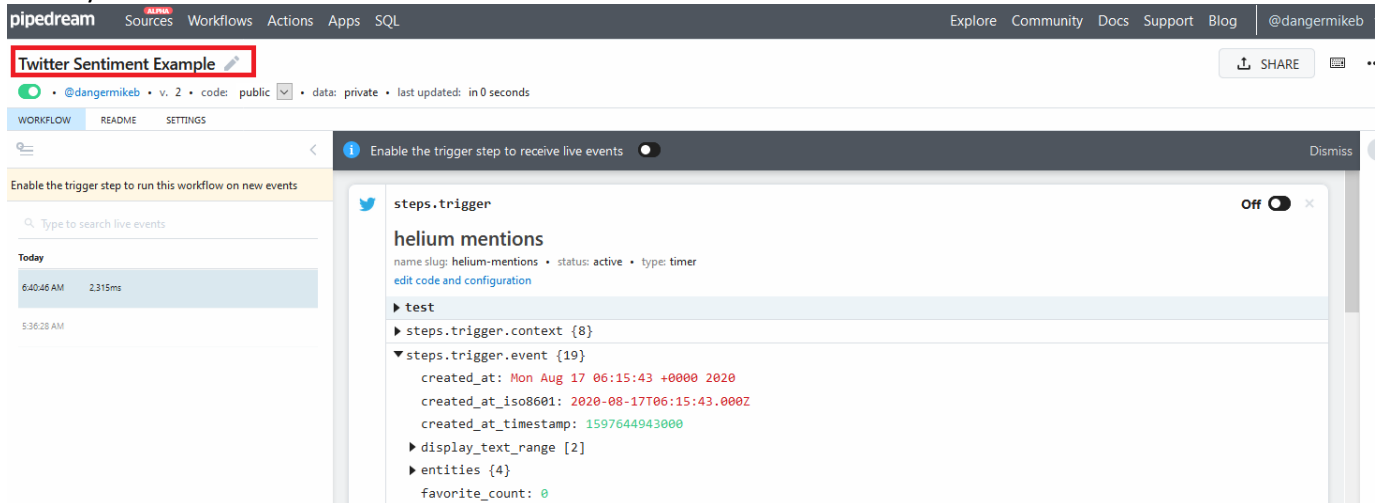 pipedream Sources ALPHA Workflows Actions Apps SQL Explore Community Docs Support Blog @dangermikeb
Twitter Sentiment Example SHARE
• @dangermikeb • v. 2 • code: public • data: private • last updated: in 0 seconds
WORKFLOW README SETTINGS
Enable the trigger step to receive live events Dismiss
Enable the trigger step to run this workflow on new events
Type to search live events
Today
6:40:46 AM 2,315ms
5:36:28 AM
steps.trigger Off
helium mentions
name slug: helium-mentions • status: active • type: timer
edit code and configuration
test
steps.trigger.context {8}
steps.trigger.event {19}
created_at: Mon Aug 17 06:15:43 +0000 2020
created_at_iso8601: 2020-08-17T06:15:43.000Z
created_at_timestamp: 1597644943000
display_text_range [2]
entities {4}
favorite_count: 0